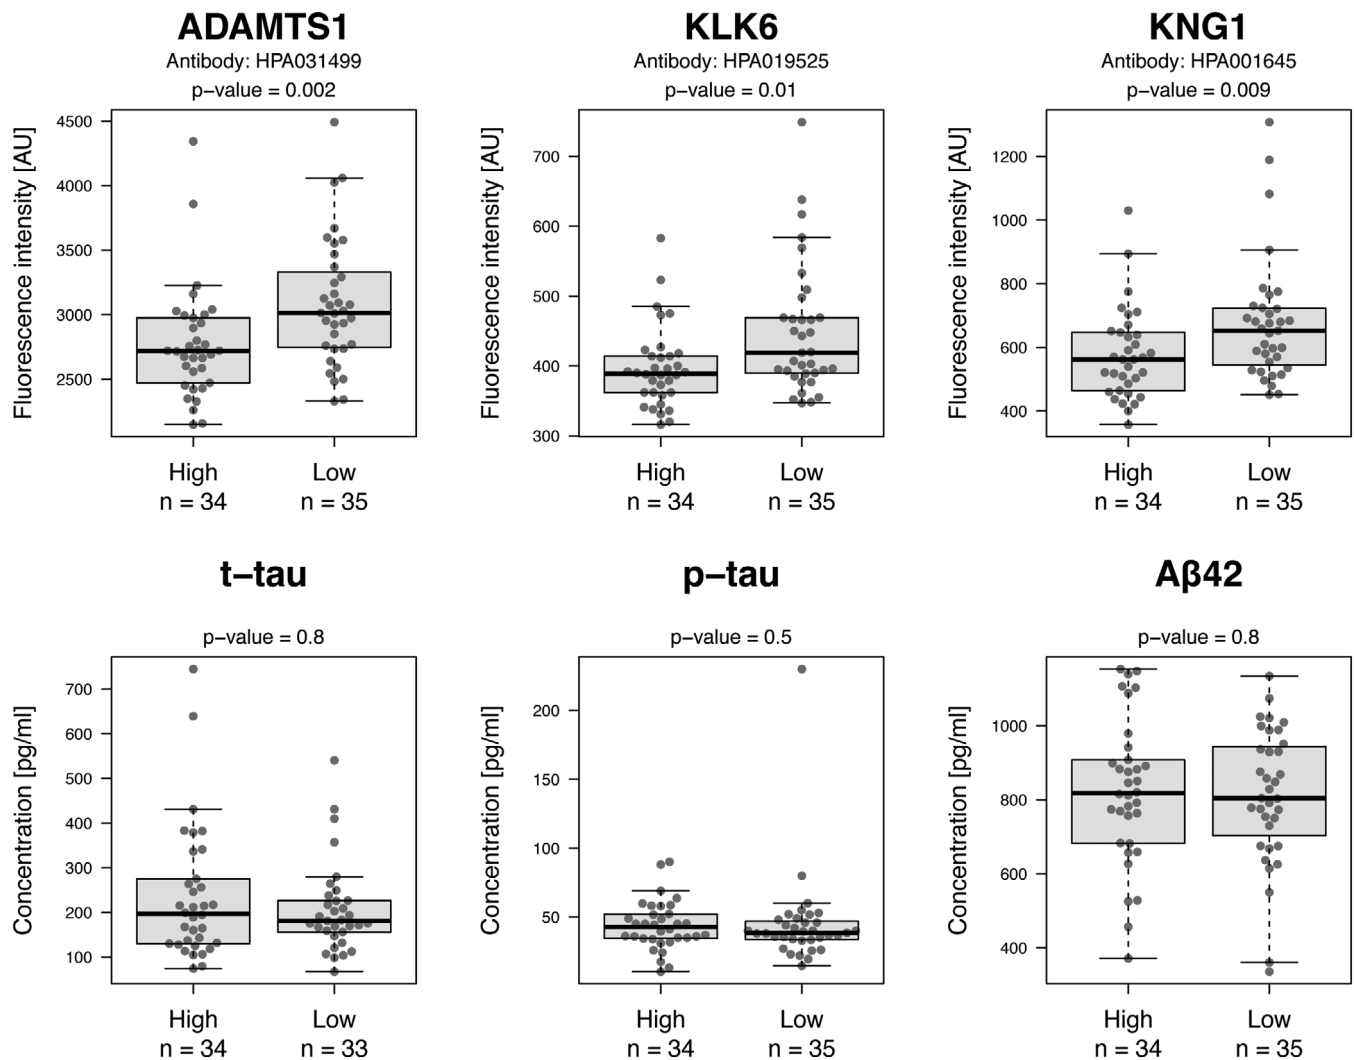 ADAMTS1
Antibody: HPA031499
p−value = 0.002
Fluorescence intensity [AU]
4500
4000
3500
3000
2500
High
n = 34
Low
n = 35
KLK6
Antibody: HPA019525
p−value = 0.01
Fluorescence intensity [AU]
700
600
500
400
300
High
n = 34
Low
n = 35
KNG1
Antibody: HPA001645
p−value = 0.009
Fluorescence intensity [AU]
1200
1000
800
600
400
High
n = 34
Low
n = 35
t−tau
p−value = 0.8
Concentration [pg/ml]
700
600
500
400
300
200
100
High
n = 34
Low
n = 33
p−tau
p−value = 0.5
Concentration [pg/ml]
200
150
100
50
High
n = 34
Low
n = 35
Aβ42
p−value = 0.8
Concentration [pg/ml]
1000
800
600
400
High
n = 34
Low
n = 35